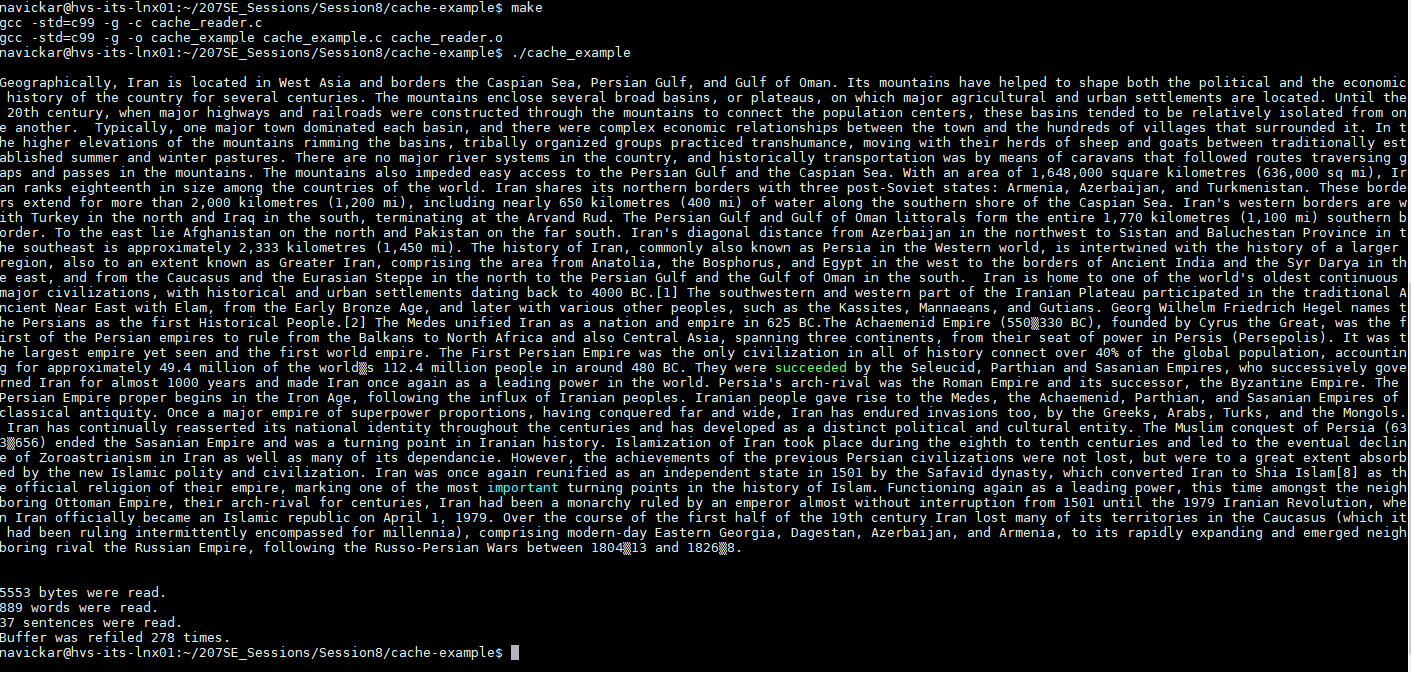 navickar@hvs-its-lnx01:~/207SE_Sessions/Session8/cache-example$ make
gcc -std=c99 -g -c cache_reader.c
gcc -std=c99 -g -o cache_example cache_example.c cache_reader.o
navickar@hvs-its-lnx01:~/207SE_Sessions/Session8/cache-example$ ./cache_example
Geographically, Iran is located in West Asia and borders the Caspian Sea, Persian Gulf, and Gulf of Oman. Its mountains have helped to shape both the political and the economic
 history of the country for several centuries. The mountains enclose several broad basins, or plateaus, on which major agricultural and urban settlements are located. Until the
 20th century, when major highways and railroads were constructed through the mountains to connect the population centers, these basins tended to be relatively isolated from on
e another.  Typically, one major town dominated each basin, and there were complex economic relationships between the town and the hundreds of villages that surrounded it. In t
he higher elevations of the mountains rimming the basins, tribally organized groups practiced transhumance, moving with their herds of sheep and goats between traditionally est
ablished summer and winter pastures. There are no major river systems in the country, and historically transportation was by means of caravans that followed routes traversing g
aps and passes in the mountains. The mountains also impeded easy access to the Persian Gulf and the Caspian Sea. With an area of 1,648,000 square kilometres (636,000 sq mi), Ir
an ranks eighteenth in size among the countries of the world. Iran shares its northern borders with three post-Soviet states: Armenia, Azerbaijan, and Turkmenistan. These borde
rs extend for more than 2,000 kilometres (1,200 mi), including nearly 650 kilometres (400 mi) of water along the southern shore of the Caspian Sea. Iran's western borders are w
ith Turkey in the north and Iraq in the south, terminating at the Arvand Rud. The Persian Gulf and Gulf of Oman littorals form the entire 1,770 kilometres (1,100 mi) southern b
order. To the east lie Afghanistan on the north and Pakistan on the far south. Iran's diagonal distance from Azerbaijan in the northwest to Sistan and Baluchestan Province in t
he southeast is approximately 2,333 kilometres (1,450 mi). The history of Iran, commonly also known as Persia in the Western world, is intertwined with the history of a larger
region, also to an extent known as Greater Iran, comprising the area from Anatolia, the Bosphorus, and Egypt in the west to the borders of Ancient India and the Syr Darya in th
e east, and from the Caucasus and the Eurasian Steppe in the north to the Persian Gulf and the Gulf of Oman in the south.  Iran is home to one of the world's oldest continuous
major civilizations, with historical and urban settlements dating back to 4000 BC.[1] The southwestern and western part of the Iranian Plateau participated in the traditional A
ncient Near East with Elam, from the Early Bronze Age, and later with various other peoples, such as the Kassites, Mannaeans, and Gutians. Georg Wilhelm Friedrich Hegel names t
he Persians as the first Historical People.[2] The Medes unified Iran as a nation and empire in 625 BC.The Achaemenid Empire (550▒330 BC), founded by Cyrus the Great, was the f
irst of the Persian empires to rule from the Balkans to North Africa and also Central Asia, spanning three continents, from their seat of power in Persis (Persepolis). It was t
he largest empire yet seen and the first world empire. The First Persian Empire was the only civilization in all of history connect over 40% of the global population, accountin
g for approximately 49.4 million of the world▒s 112.4 million people in around 480 BC. They were succeeded by the Seleucid, Parthian and Sasanian Empires, who successively gove
rned Iran for almost 1000 years and made Iran once again as a leading power in the world. Persia's arch-rival was the Roman Empire and its successor, the Byzantine Empire. The
Persian Empire proper begins in the Iron Age, following the influx of Iranian peoples. Iranian people gave rise to the Medes, the Achaemenid, Parthian, and Sasanian Empires of
classical antiquity. Once a major empire of superpower proportions, having conquered far and wide, Iran has endured invasions too, by the Greeks, Arabs, Turks, and the Mongols.
 Iran has continually reasserted its national identity throughout the centuries and has developed as a distinct political and cultural entity. The Muslim conquest of Persia (63
3▒656) ended the Sasanian Empire and was a turning point in Iranian history. Islamization of Iran took place during the eighth to tenth centuries and led to the eventual declin
e of Zoroastrianism in Iran as well as many of its dependancie. However, the achievements of the previous Persian civilizations were not lost, but were to a great extent absorb
ed by the new Islamic polity and civilization. Iran was once again reunified as an independent state in 1501 by the Safavid dynasty, which converted Iran to Shia Islam[8] as th
e official religion of their empire, marking one of the most important turning points in the history of Islam. Functioning again as a leading power, this time amongst the neigh
boring Ottoman Empire, their arch-rival for centuries, Iran had been a monarchy ruled by an emperor almost without interruption from 1501 until the 1979 Iranian Revolution, whe
n Iran officially became an Islamic republic on April 1, 1979. Over the course of the first half of the 19th century Iran lost many of its territories in the Caucasus (which it
 had been ruling intermittently encompassed for millennia), comprising modern-day Eastern Georgia, Dagestan, Azerbaijan, and Armenia, to its rapidly expanding and emerged neigh
boring rival the Russian Empire, following the Russo-Persian Wars between 1804▒13 and 1826▒8.
5553 bytes were read.
889 words were read.
37 sentences were read.
Buffer was refiled 278 times.
navickar@hvs-its-lnx01:~/207SE_Sessions/Session8/cache-example$